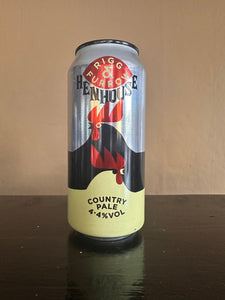 RIGG
&
FURROW
HENHOUSE
COUNTRY
PALE
4.4%VOL